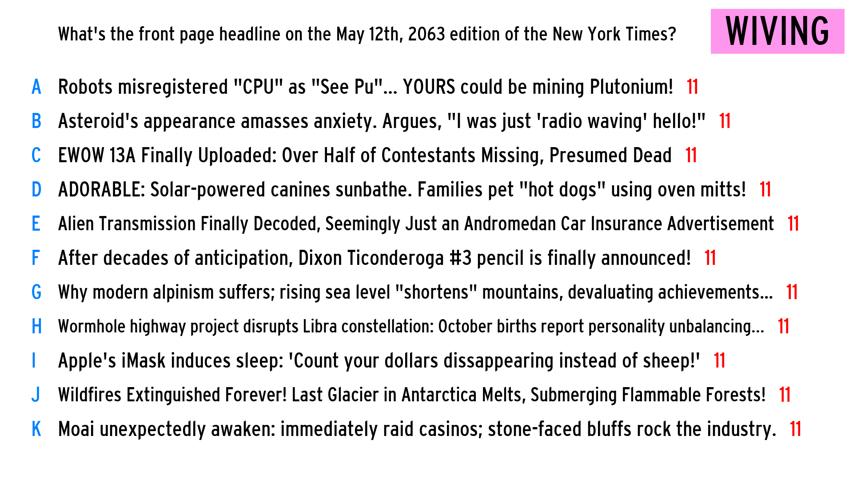 What's the front page headline on the May 12th, 2063 edition of the New York Times?
WIVING
A Robots misregistered "CPU" as "See Pu"... YOURS could be mining Plutonium! 11
B Asteroid's appearance amasses anxiety. Argues, "I was just 'radio waving' hello!" 11
C EWOW 13A Finally Uploaded: Over Half of Contestants Missing, Presumed Dead 11
D ADORABLE: Solar-powered canines sunbathe. Families pet "hot dogs" using oven mitts! 11
E Alien Transmission Finally Decoded, Seemingly Just an Andromedan Car Insurance Advertisement 11
F After decades of anticipation, Dixon Ticonderoga #3 pencil is finally announced! 11
G Why modern alpinism suffers; rising sea level "shortens" mountains, devaluating achievements... 11
H Wormhole highway project disrupts Libra constellation: October births report personality unbalancing... 11
I Apple's iMask induces sleep: 'Count your dollars dissappearing instead of sheep!' 11
J Wildfires Extinguished Forever! Last Glacier in Antarctica Melts, Submerging Flammable Forests! 11
K Moai unexpectedly awaken: immediately raid casinos; stone-faced bluffs rock the industry. 11